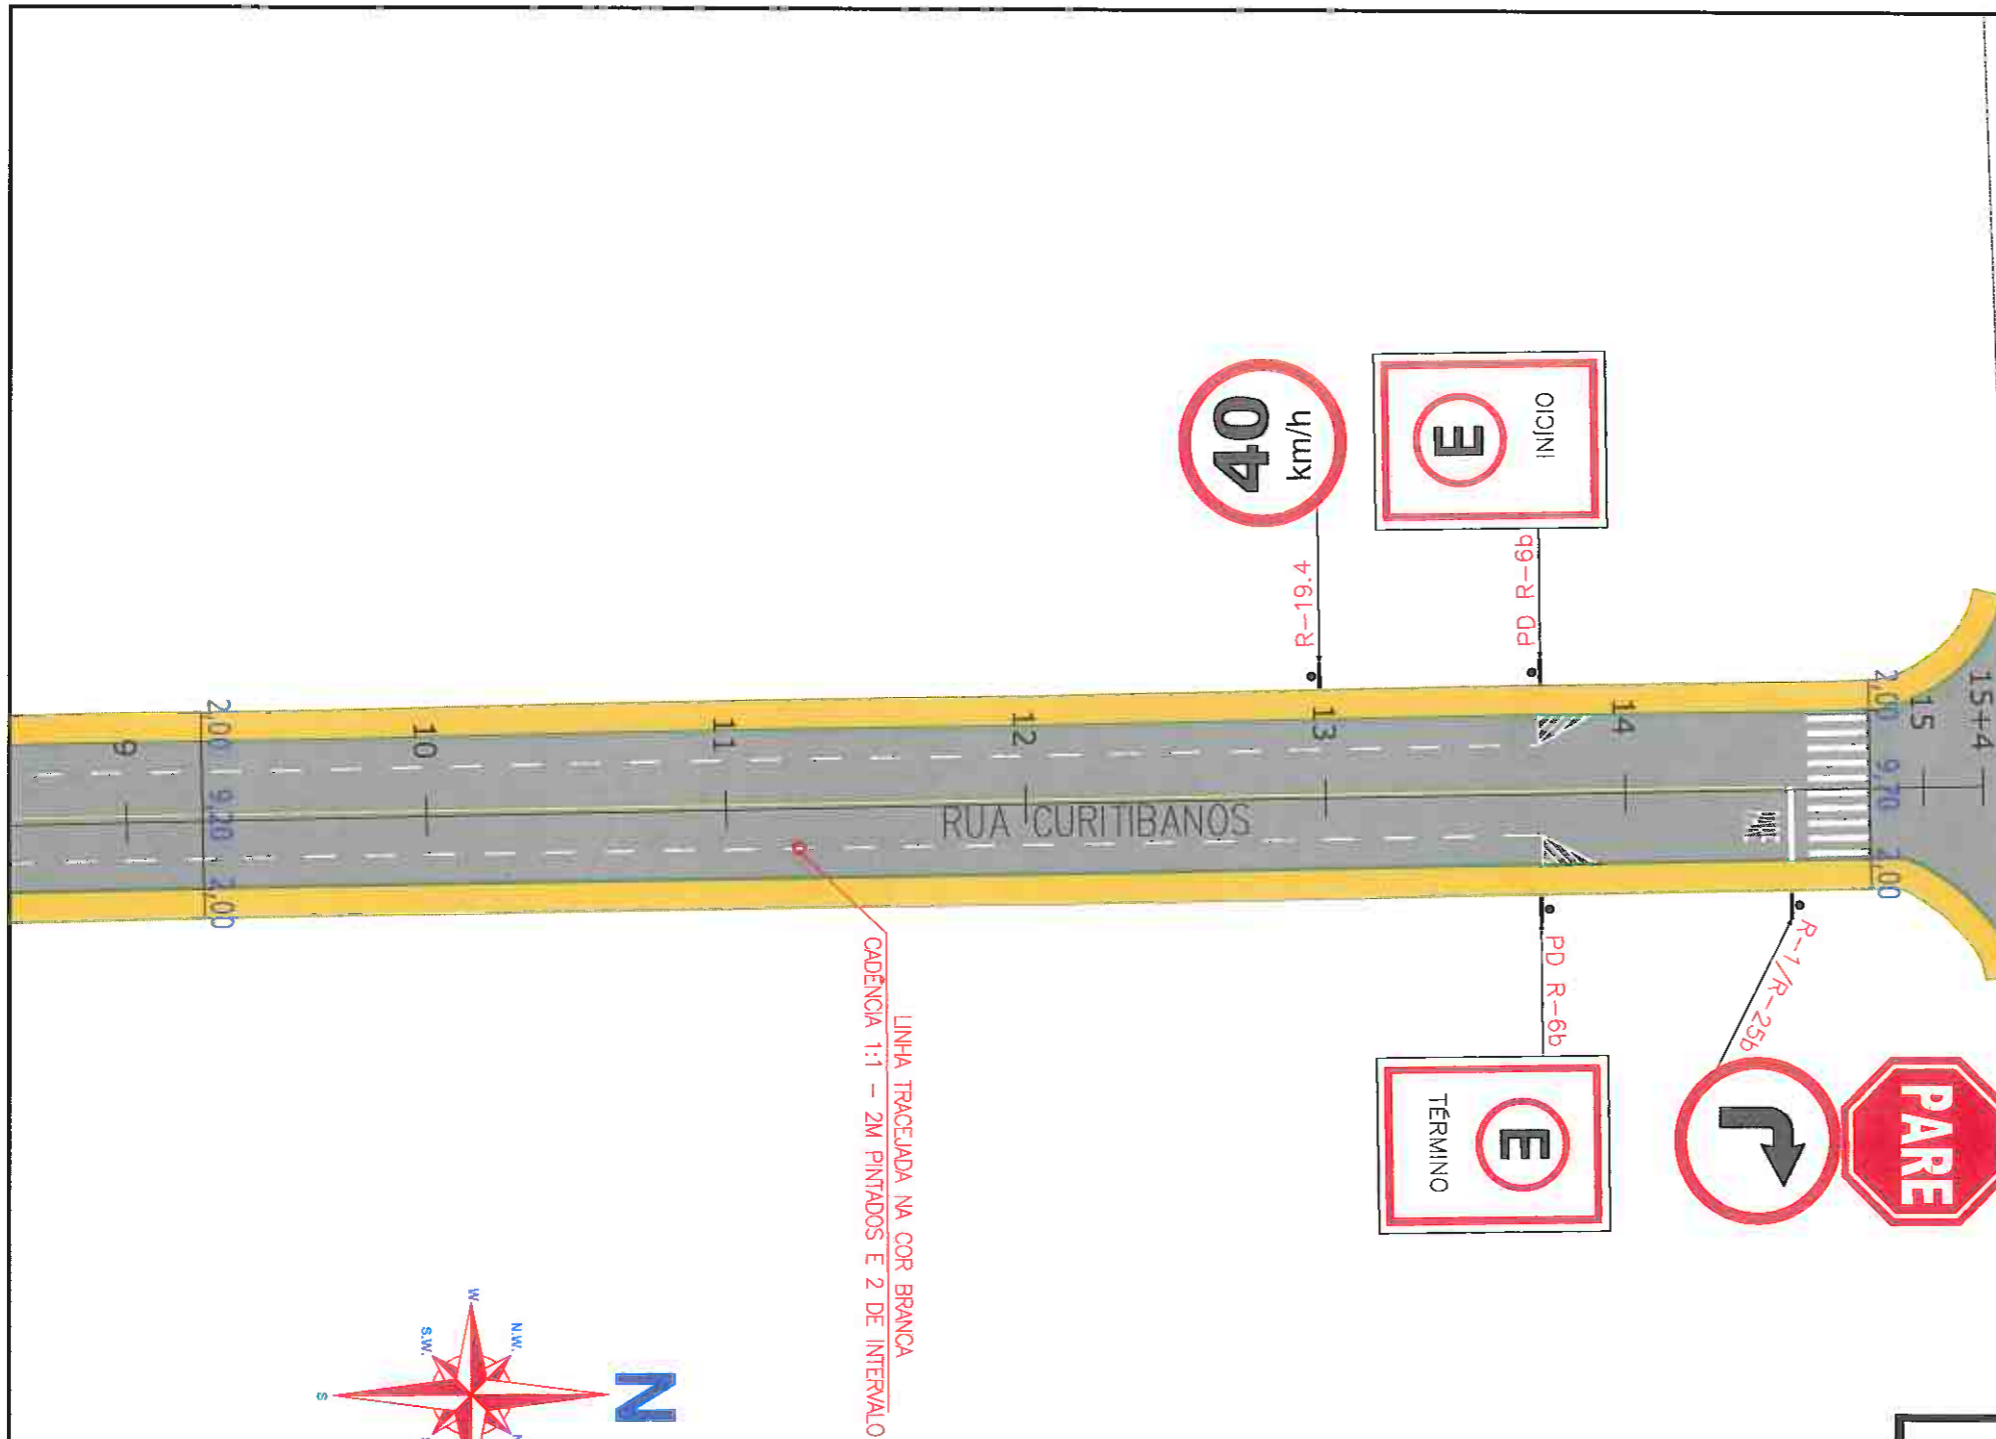 40
km/h
R-19.4
INÍCIO
E
PD R-6b
2,00
9,20
2,00
9
10
11
12
13
14
15
15+4
2,00
9,70
2,00
RUA CURITIBANOS
LINHA TRACEJADA NA COR BRANCA
CADÊNCIA 1:1 - 2M PINTADOS E 2 DE INTERVALO
PD R-6b
E
TÉRMINO
R-1/R-25b
PARE
N
W
N.W.
S.W.
S